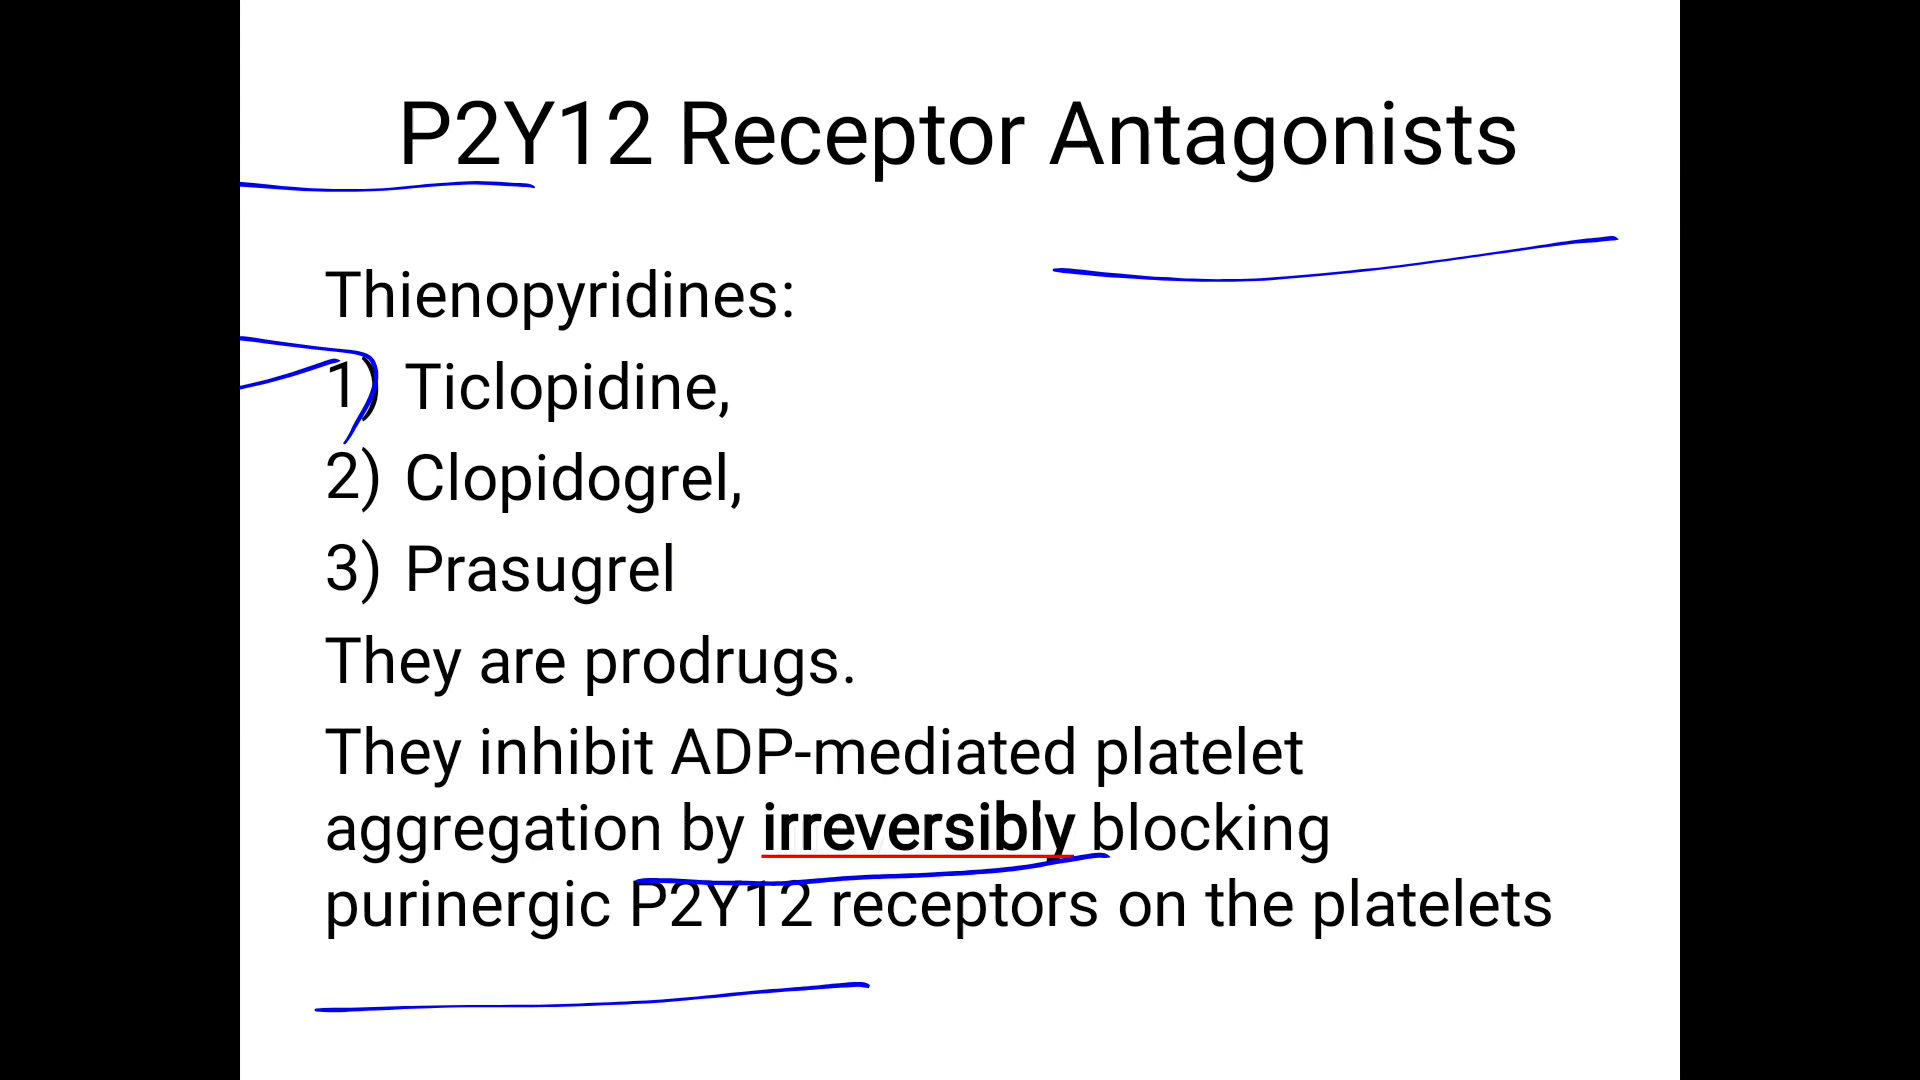 P2Y12 Receptor Antagonists
Thienopyridines:
1) Ticlopidine,
2) Clopidogrel,
3) Prasugrel
They are prodrugs.
They inhibit ADP-mediated platelet
aggregation by irreversibly blocking
purinergic P2Y12 receptors on the platelets